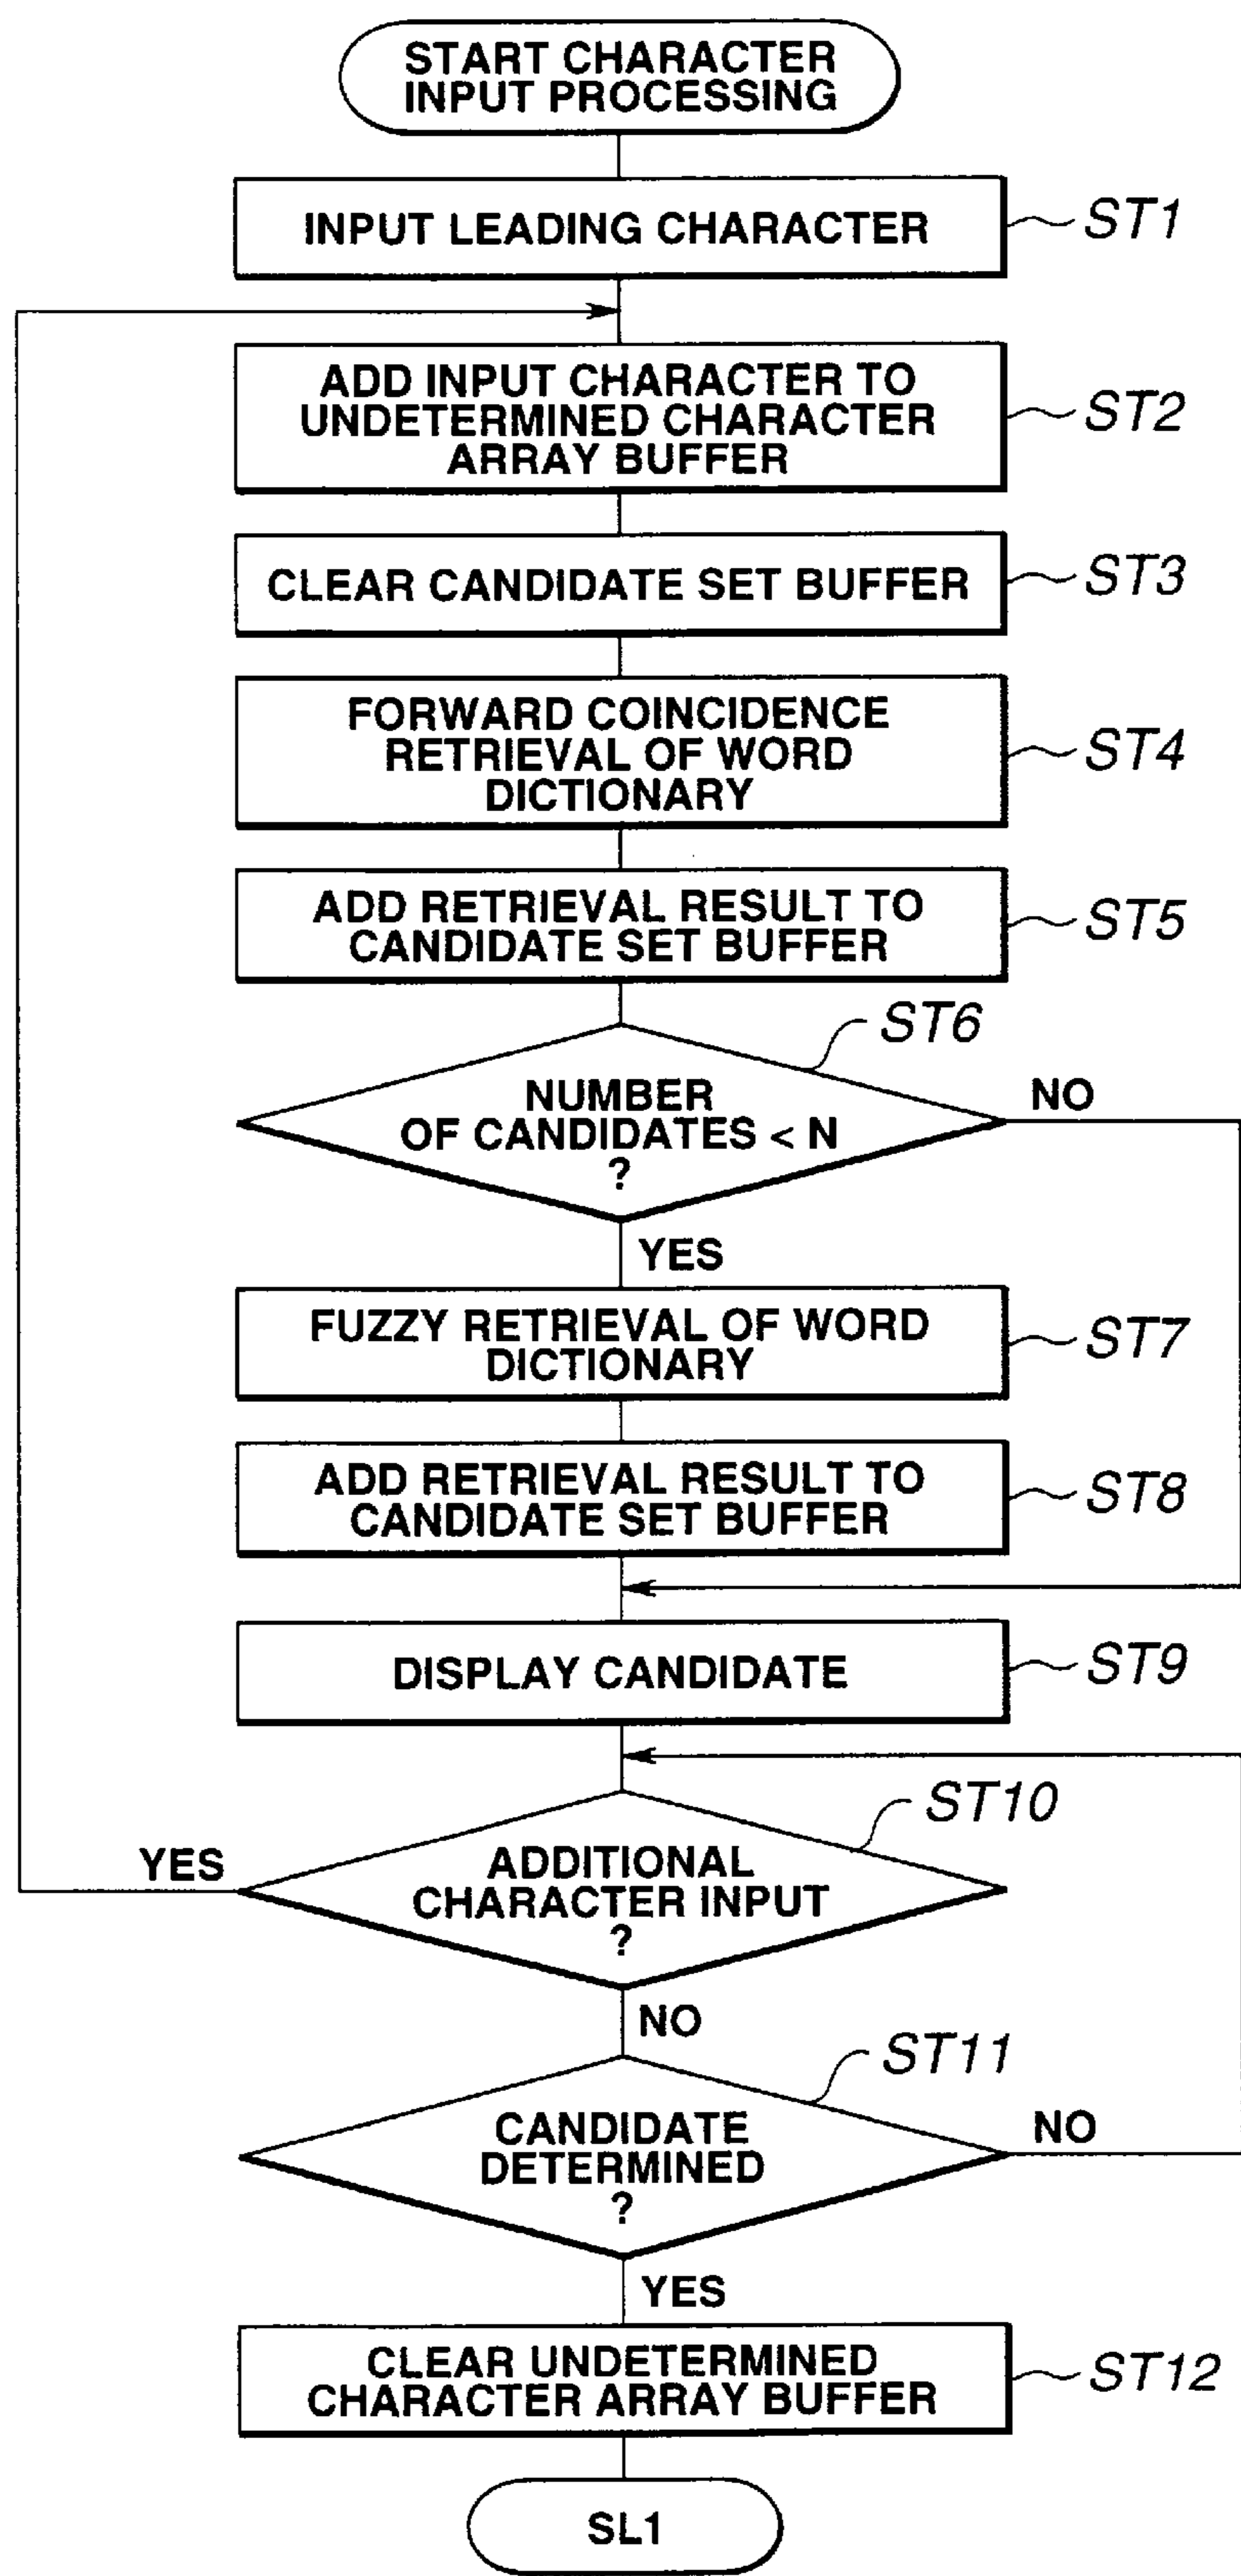 START CHARACTER
INPUT PROCESSING
INPUT LEADING CHARACTER
ST1
ADD INPUT CHARACTER TO
UNDETERMINED CHARACTER
ARRAY BUFFER
ST2
CLEAR CANDIDATE SET BUFFER
ST3
FORWARD COINCIDENCE
RETRIEVAL OF WORD
DICTIONARY
ST4
ADD RETRIEVAL RESULT TO
CANDIDATE SET BUFFER
ST5
ST6
NUMBER
OF CANDIDATES < N
?
NO
YES
FUZZY RETRIEVAL OF WORD
DICTIONARY
ST7
ADD RETRIEVAL RESULT TO
CANDIDATE SET BUFFER
ST8
DISPLAY CANDIDATE
ST9
ST10
YES
ADDITIONAL
CHARACTER INPUT
?
NO
ST11
CANDIDATE
DETERMINED
?
NO
YES
CLEAR UNDETERMINED
CHARACTER ARRAY BUFFER
ST12
SL1